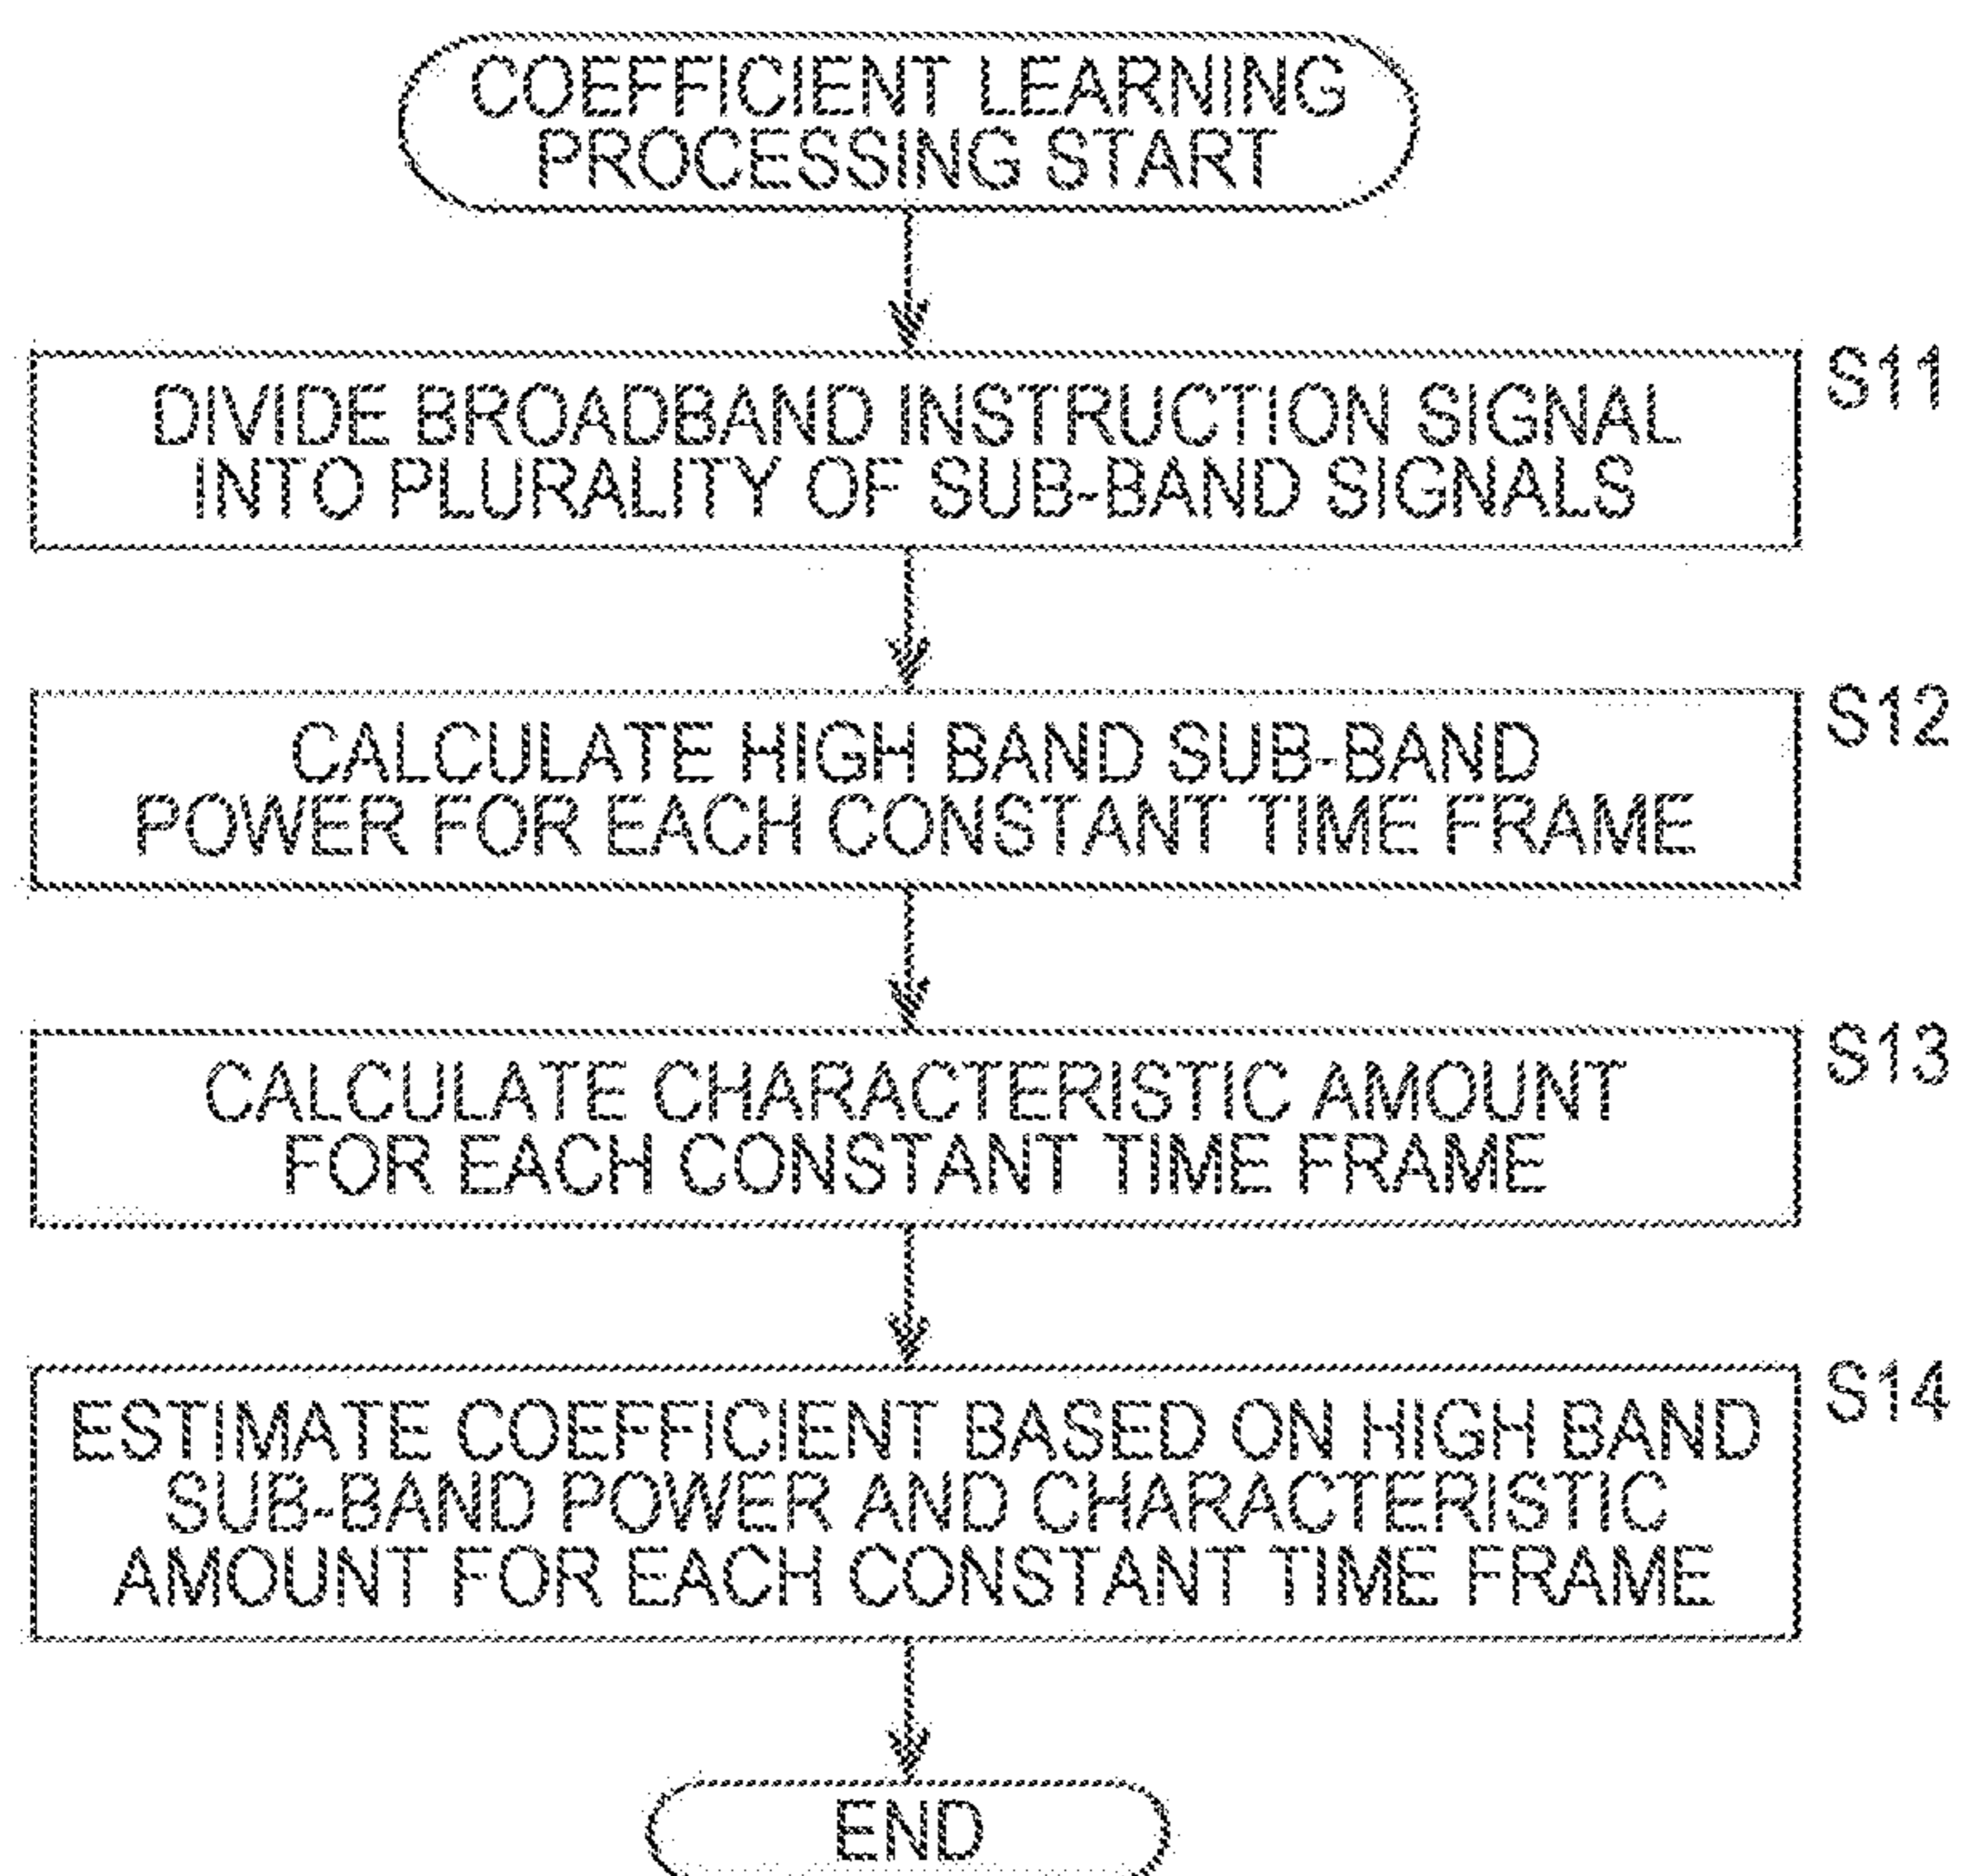 COEFFICIENT LEARNING
PROCESSING START
S11
DIVIDE BROADBAND INSTRUCTION SIGNAL
INTO PLURALITY OF SUB-BAND SIGNALS
S12
CALCULATE HIGH BAND SUB-BAND
POWER FOR EACH CONSTANT TIME FRAME
S13
CALCULATE CHARACTERISTIC AMOUNT
FOR EACH CONSTANT TIME FRAME
S14
ESTIMATE COEFFICIENT BASED ON HIGH BAND
SUB-BAND POWER AND CHARACTERISTIC
AMOUNT FOR EACH CONSTANT TIME FRAME
END